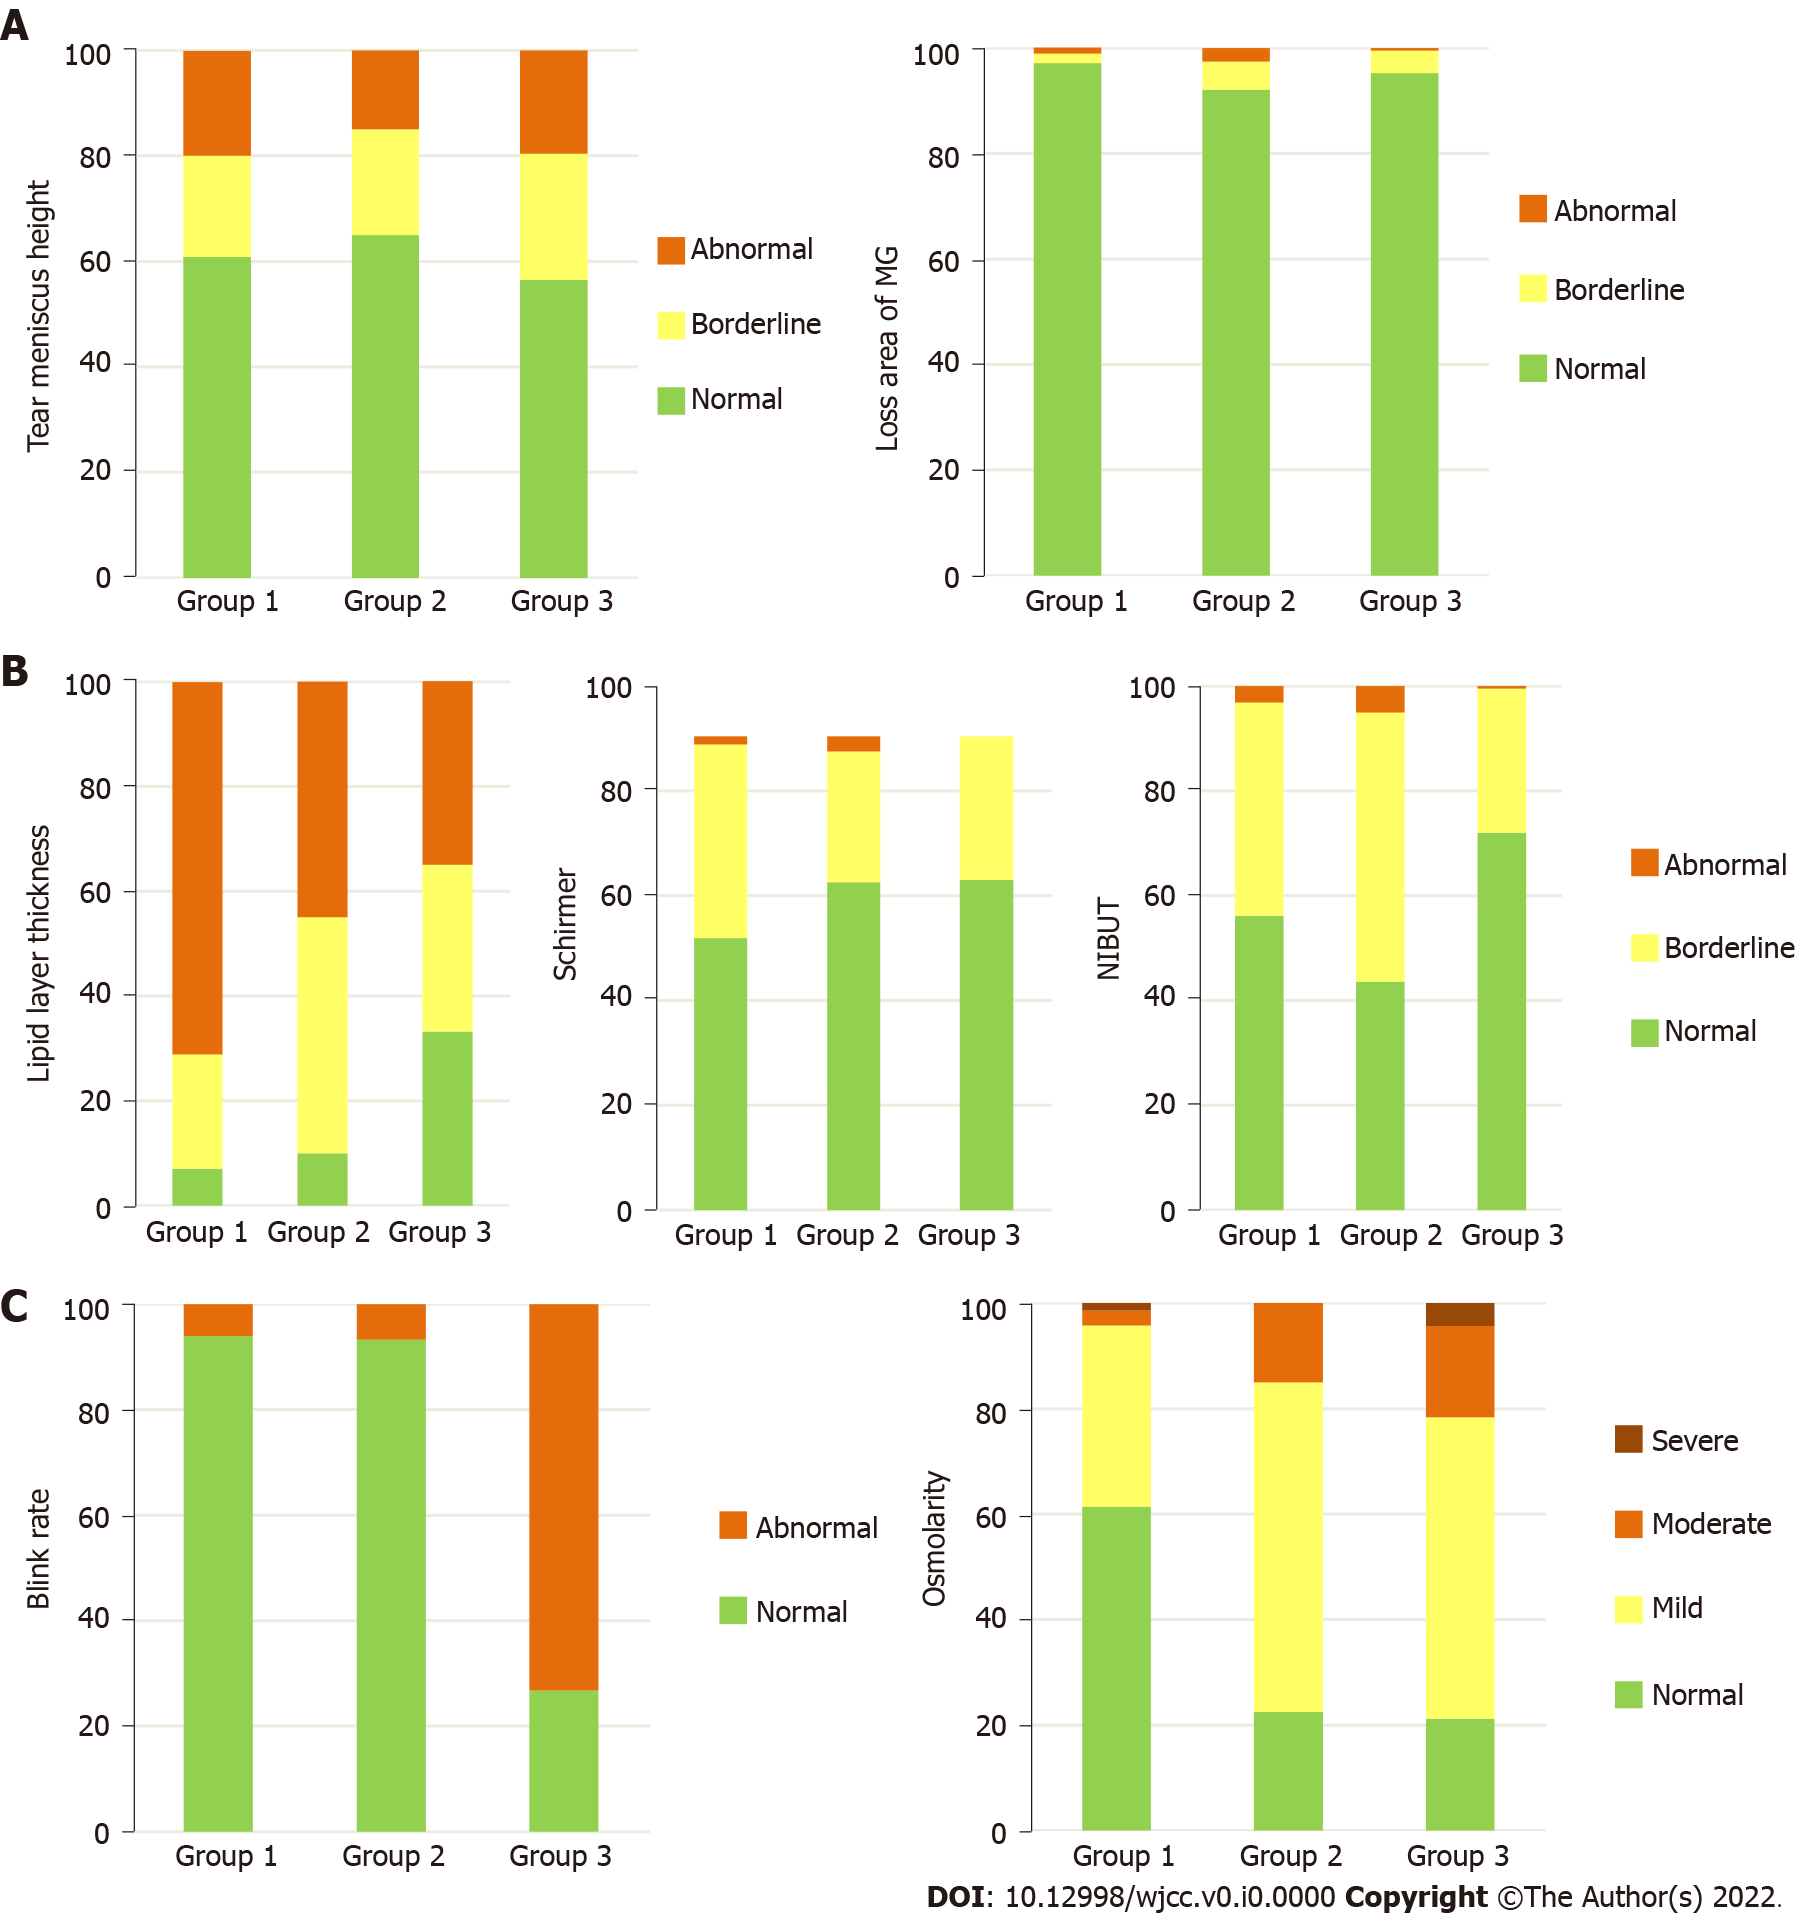 A
100
80
60
40
20
0
Tear meniscus height
Group 1
Group 2
Group 3
Abnormal
Borderline
Normal
100
80
60
40
20
0
Loss area of MG
Group 1
Group 2
Group 3
Abnormal
Borderline
Normal
B
100
80
60
40
20
0
Lipid layer thickness
Group 1
Group 2
Group 3
100
80
60
40
20
0
Schirmer
Group 1
Group 2
Group 3
100
80
60
40
20
0
NIBUT
Group 1
Group 2
Group 3
Abnormal
Borderline
Normal
C
100
80
60
40
20
0
Blink rate
Group 1
Group 2
Group 3
Abnormal
Normal
100
80
60
40
20
0
Osmolarity
Group 1
Group 2
Group 3
Severe
Moderate
Mild
Normal
DOI: 10.12998/wjcc.v0.i0.0000 Copyright ©The Author(s) 2022.